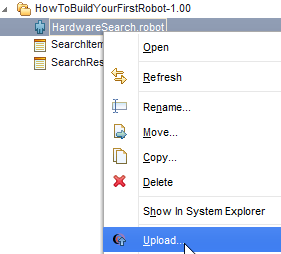 HowToBuildYourFirstRobot-1.00
HardwareSearch.robot
SearchItem
SearchRes
Open
Refresh
Rename...
Move...
Copy...
Delete
Show In System Explorer
Upload...